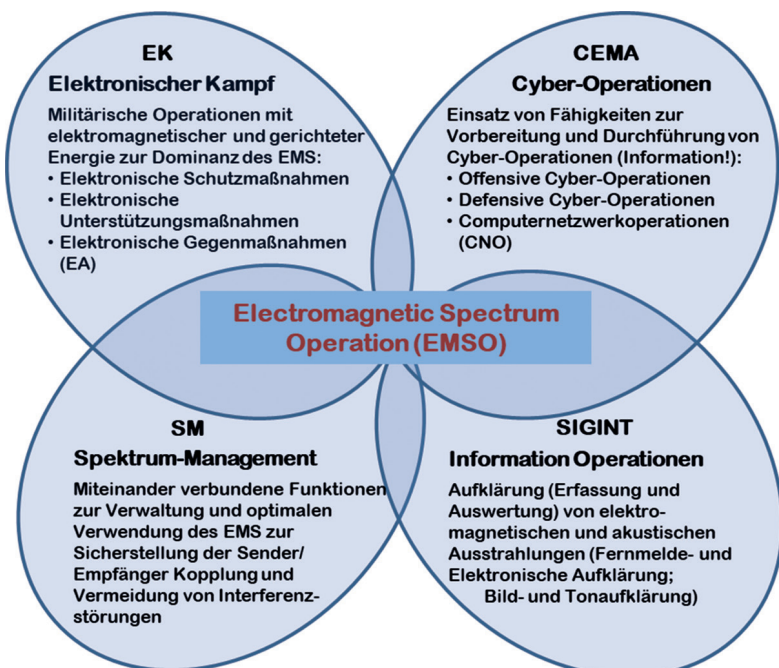 EK
Elektronischer Kampf
Militärische Operationen mit
elektromagnetischer und gerichteter
Energie zur Dominanz des EMS:
• Elektronische Schutzmaßnahmen
• Elektronische
Unterstützungsmaßnahmen
• Elektronische Gegenmaßnahmen
(EA)
CEMA
Cyber-Operationen
Einsatz von Fähigkeiten zur
Vorbereitung und Durchführung von
Cyber-Operationen (Information!):
• Offensive Cyber-Operationen
• Defensive Cyber-Operationen
• Computernetzwerkoperationen
(CNO)
Electromagnetic Spectrum
Operation (EMSO)
SM
Spektrum-Management
Miteinander verbundene Funktionen
zur Verwaltung und optimalen
Verwendung des EMS zur
Sicherstellung der Sender/
Empfänger Kopplung und
Vermeidung von Interferenz-
störungen
SIGINT
Information Operationen
Aufklärung (Erfassung und
Auswertung) von elektro-
magnetischen und akustischen
Ausstrahlungen (Fernmelde- und
Elektronische Aufklärung;
Bild- und Tonaufklärung)